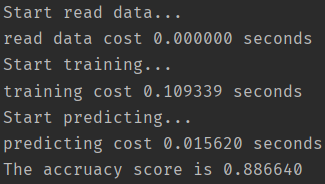 Start read data...
read data cost 0.000000 seconds
Start training...
training cost 0.109339 seconds
Start predicting...
predicting cost 0.015620 seconds
The accruacy score is 0.886640